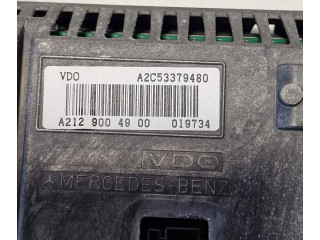 VDO A2C53379480
A212 900 49 00 019734
VDO
MERCEDES BENZ